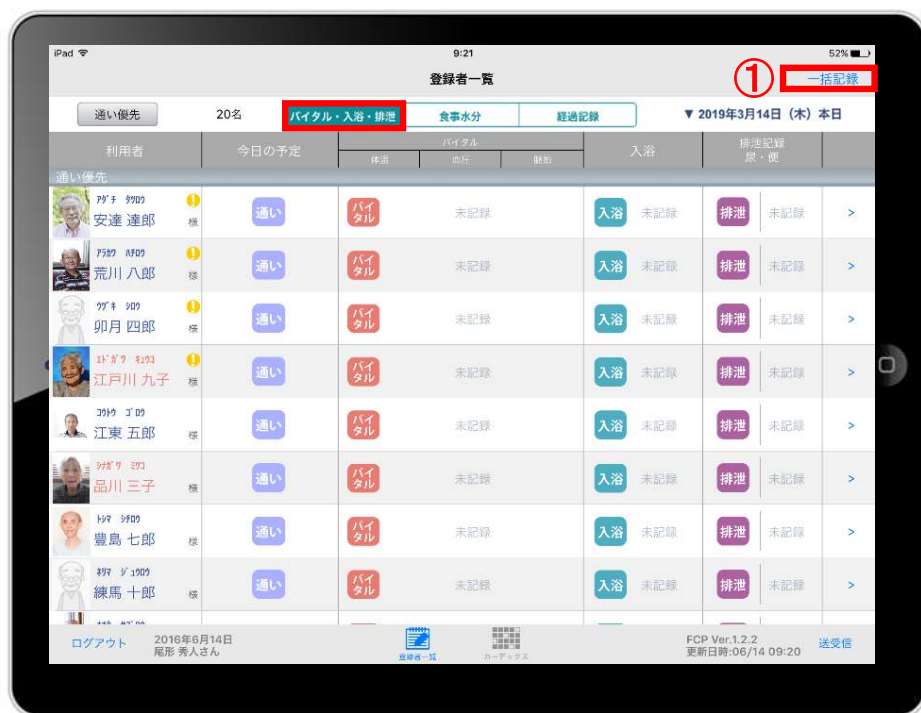 iPad 9:21 52%
登録者一覧 ① 一括記録
通い優先 20名 バイタル・入浴・排泄 食事水分 経過記録 ▼ 2019年3月14日（木）本日
利用者 今日の予定 バイタル 入浴 排泄記録
体温 血圧 脈拍 尿・便
通い優先
ｱﾀﾞﾁ ﾀﾂﾛｳ
安達 達郎 様 通い バイタル 未記録 入浴 未記録 排泄 未記録 >
ｱﾗｶﾜ ﾊﾁﾛｳ
荒川 八郎 様 通い バイタル 未記録 入浴 未記録 排泄 未記録 >
ｳﾂﾞｷ ｼﾛｳ
卯月 四郎 様 通い バイタル 未記録 入浴 未記録 排泄 未記録 >
ｴﾄﾞｶﾞﾜ ｷｭｳｺ
江戸川 九子 様 通い バイタル 未記録 入浴 未記録 排泄 未記録 >
ｺｳﾄｳ ｺﾞﾛｳ
江東 五郎 様 通い バイタル 未記録 入浴 未記録 排泄 未記録 >
ｼﾅｶﾞﾜ ﾐﾂｺ
品川 三子 様 通い バイタル 未記録 入浴 未記録 排泄 未記録 >
ﾄｼﾏ ｼﾁﾛｳ
豊島 七郎 様 通い バイタル 未記録 入浴 未記録 排泄 未記録 >
ﾈﾘﾏ ｼﾞｭｳﾛｳ
練馬 十郎 様 通い バイタル 未記録 入浴 未記録 排泄 未記録 >
ログアウト 2016年6月14日 登録者一覧 カーデックス FCP Ver.1.2.2 送受信
尾形 秀人さん 更新日時:06/14 09:20